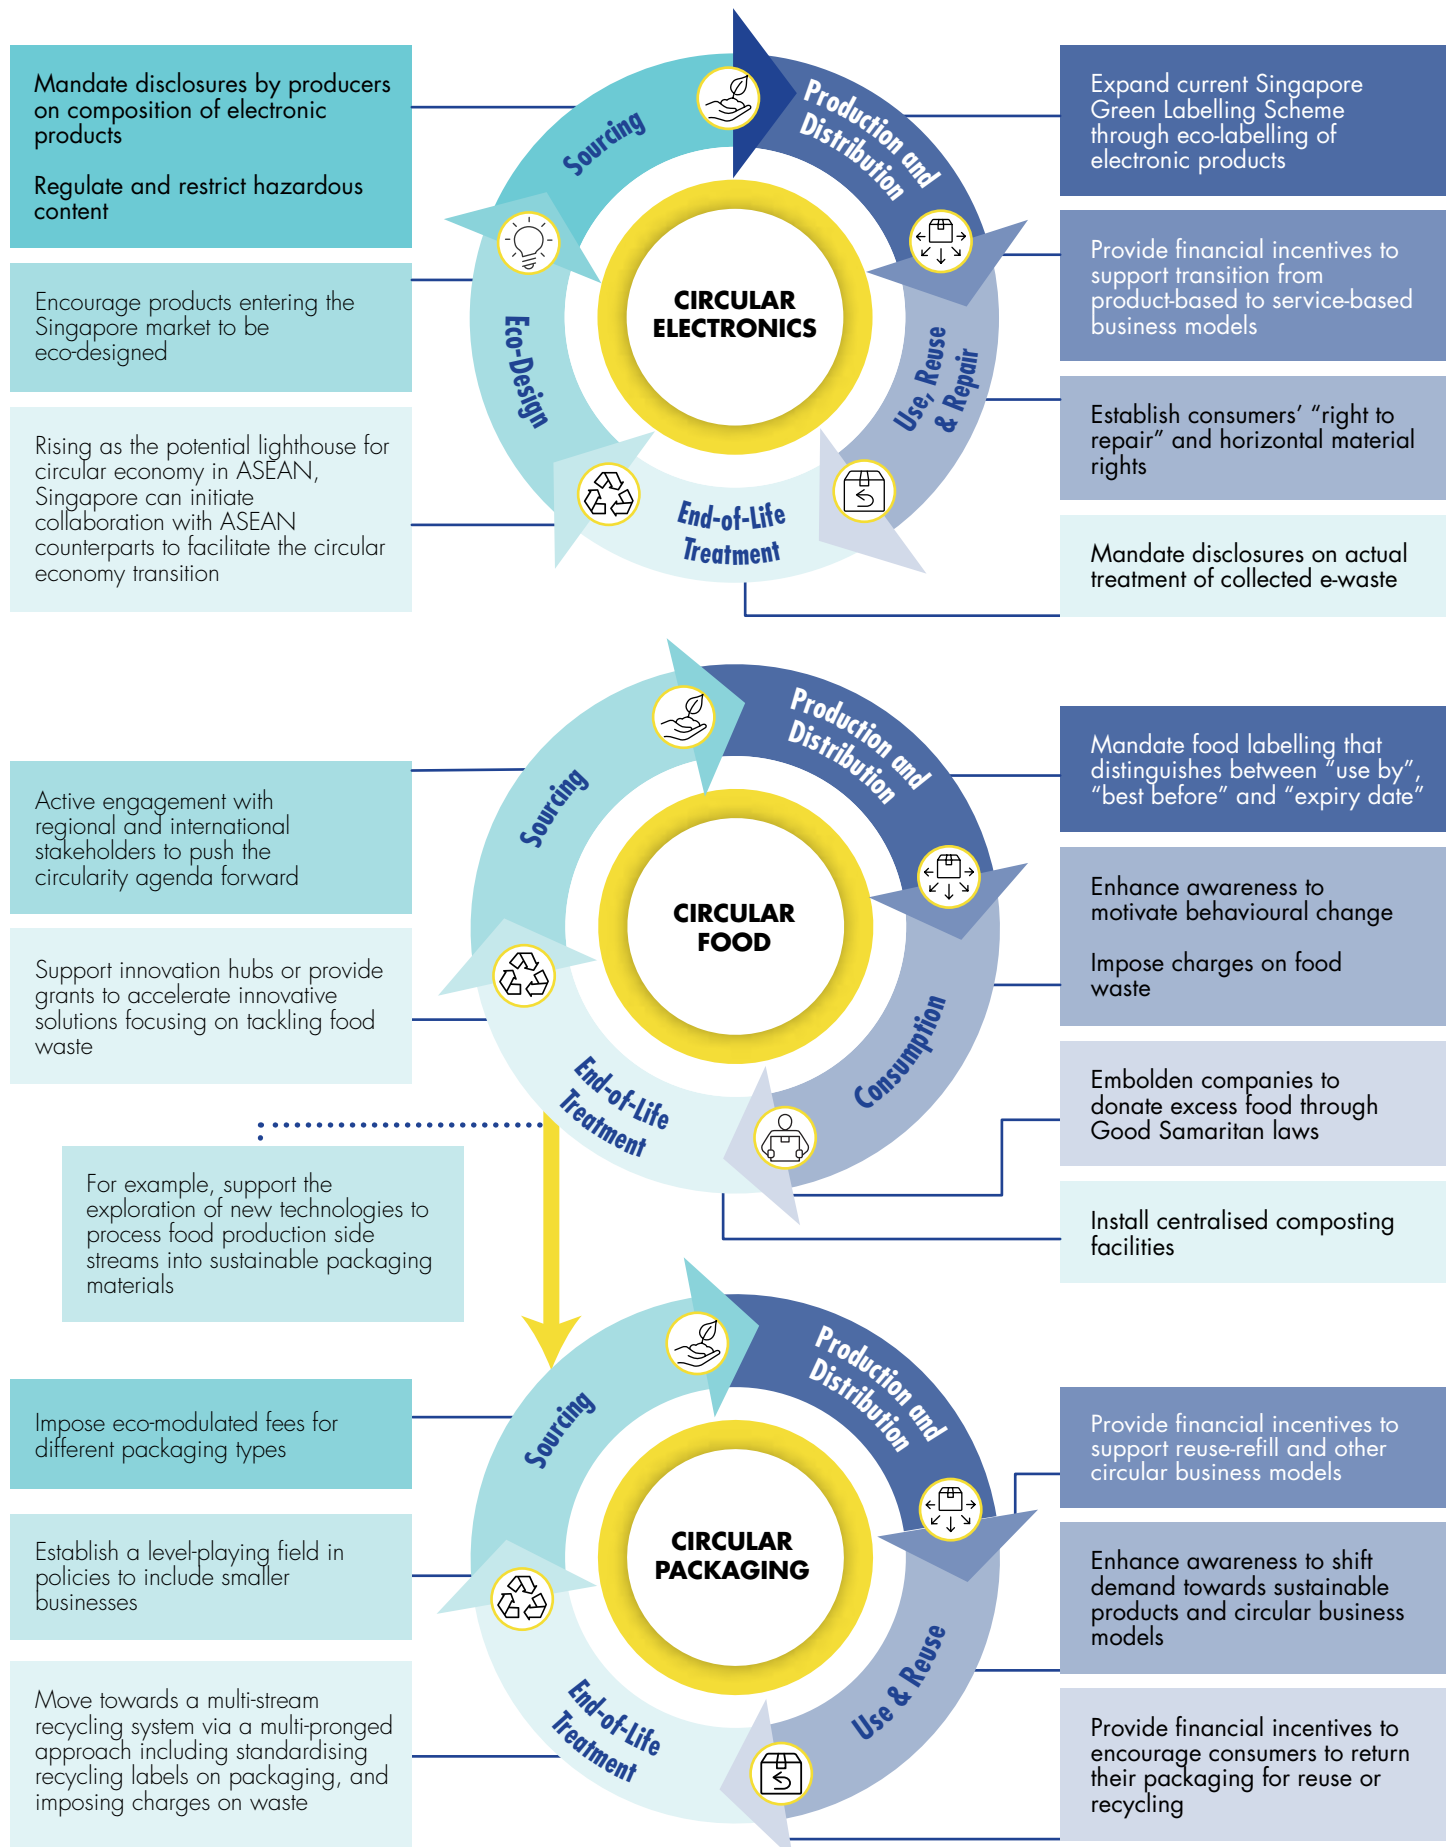 Mandate disclosures by producers
on composition of electronic
products
Regulate and restrict hazardous
content
Encourage products entering the
Singapore market to be
eco-designed
Rising as the potential lighthouse for
circular economy in ASEAN,
Singapore can initiate
collaboration with ASEAN
counterparts to facilitate the circular
economy transition
Sourcing
Production and
Distribution
Eco-Design
CIRCULAR
ELECTRONICS
Use, Reuse
& Repair
End-of-Life
Treatment
Expand current Singapore
Green Labelling Scheme
through eco-labelling of
electronic products
Provide financial incentives to
support transition from
product-based to service-based
business models
Establish consumers’ “right to
repair” and horizontal material
rights
Mandate disclosures on actual
treatment of collected e-waste
Active engagement with
regional and international
stakeholders to push the
circularity agenda forward
Support innovation hubs or provide
grants to accelerate innovative
solutions focusing on tackling food
waste
For example, support the
exploration of new technologies to
process food production side
streams into sustainable packaging
materials
Sourcing
Production and
Distribution
CIRCULAR
FOOD
Consumption
End-of-Life
Treatment
Mandate food labelling that
distinguishes between “use by”,
“best before” and “expiry date”
Enhance awareness to
motivate behavioural change
Impose charges on food
waste
Embolden companies to
donate excess food through
Good Samaritan laws
Install centralised composting
facilities
Impose eco-modulated fees for
different packaging types
Establish a level-playing field in
policies to include smaller
businesses
Move towards a multi-stream
recycling system via a multi-pronged
approach including standardising
recycling labels on packaging, and
imposing charges on waste
Sourcing
Production and
Distribution
CIRCULAR
PACKAGING
Use & Reuse
End-of-Life
Treatment
Provide financial incentives to
support reuse-refill and other
circular business models
Enhance awareness to shift
demand towards sustainable
products and circular business
models
Provide financial incentives to
encourage consumers to return
their packaging for reuse or
recycling